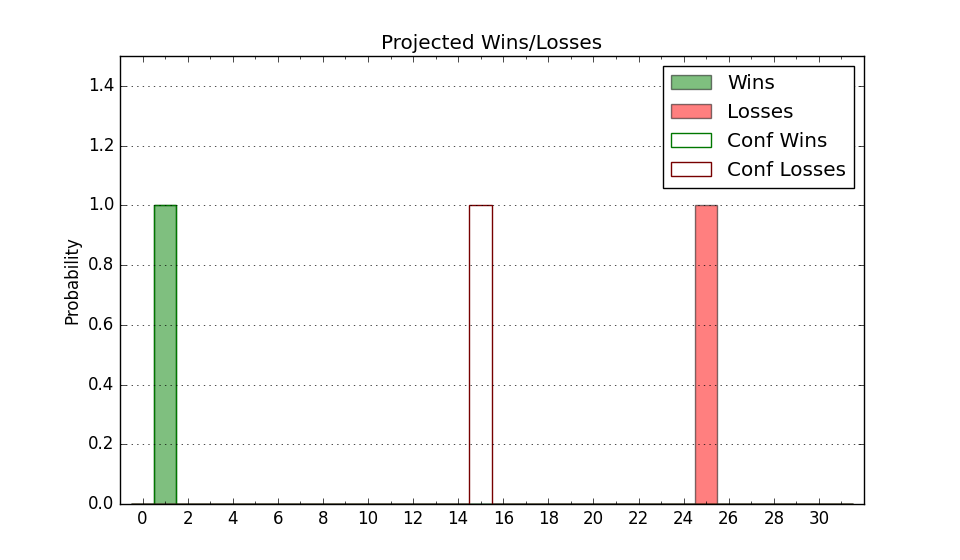 Projected Wins/Losses
Wins
Losses
Conf Wins
Conf Losses
Probability
1.4
1.2
1.0
0.8
0.6
0.4
0.2
0.0
0 2 4 6 8 10 12 14 16 18 20 22 24 26 28 30